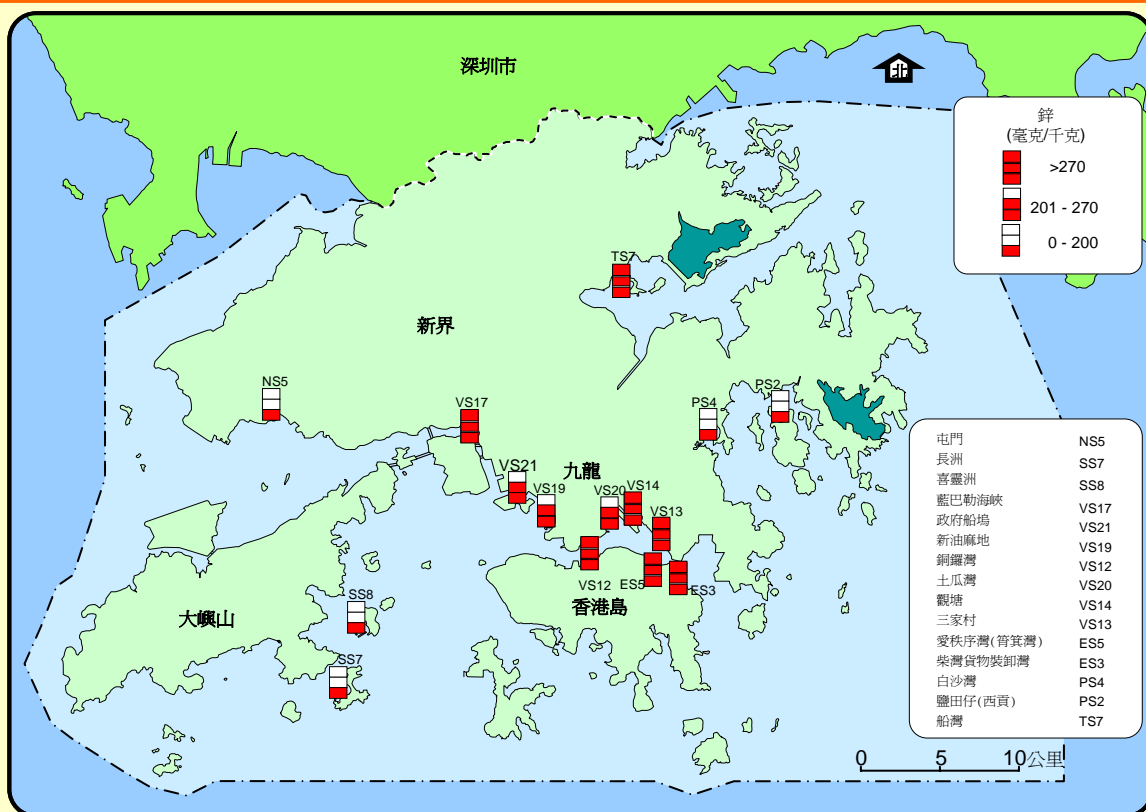 深圳市
北
鋅
(毫克/千克)
>270
201 - 270
0 - 200
TS7
新界
NS5
VS17
PS4
PS2
VS21
九龍
VS19
VS20
VS14
VS13
VS12
ES5
ES3
香港島
大嶼山
SS8
SS7
屯門 NS5
長洲 SS7
喜靈洲 SS8
藍巴勒海峽 VS17
政府船塢 VS21
新油麻地 VS19
銅鑼灣 VS12
土瓜灣 VS20
觀塘 VS14
三家村 VS13
愛秩序灣(筲箕灣) ES5
柴灣貨物裝卸灣 ES3
白沙灣 PS4
鹽田仔(西貢) PS2
船灣 TS7
0 5 10公里